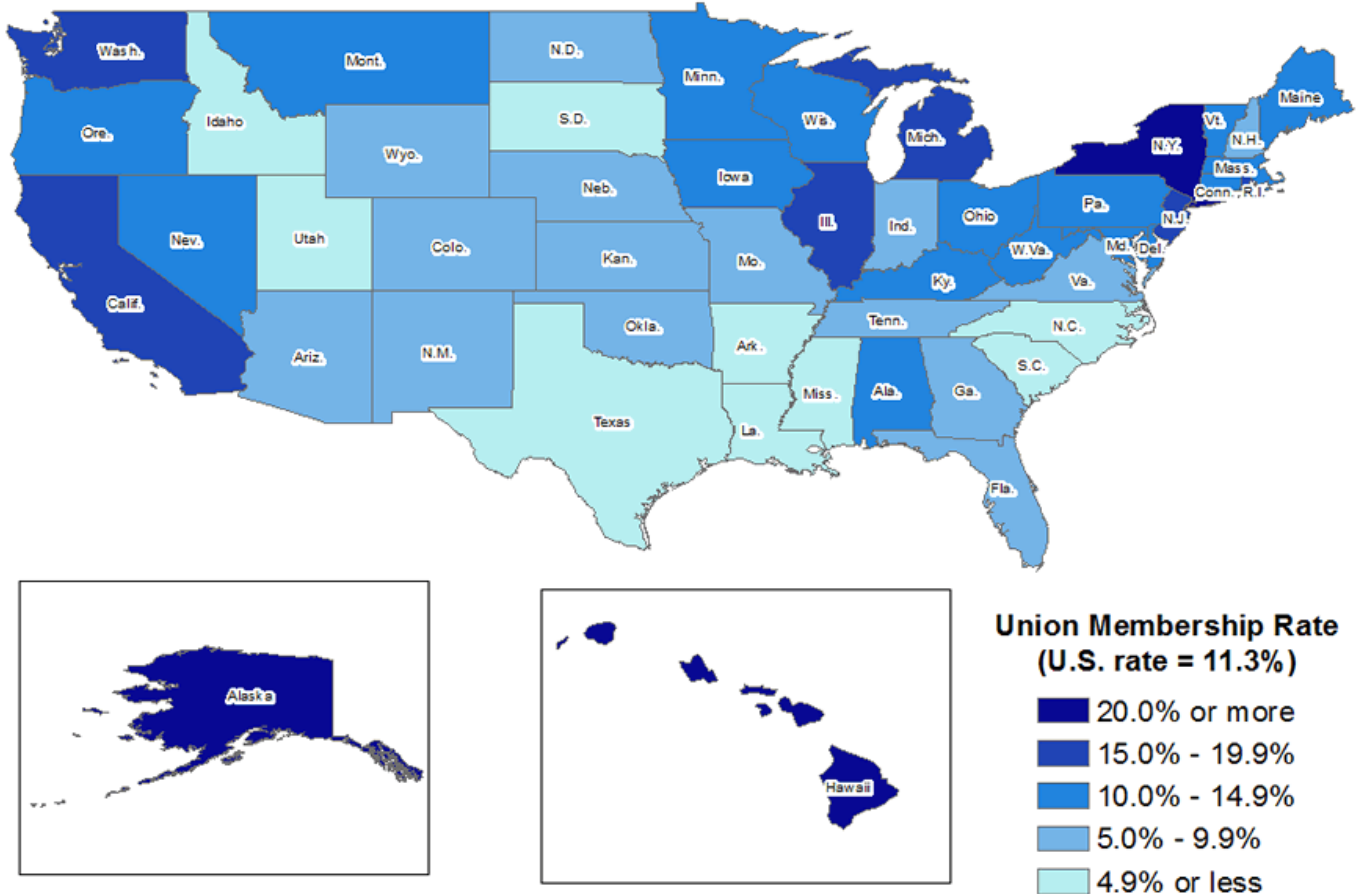 Wash.
Mont.
N.D.
Minn.
Ore.
Idaho
S.D.
Wis.
Mich.
N.Y.
Vt.
Maine
N.H.
Mass.
Conn.
R.I.
Wyo.
Iowa
Neb.
Nev.
Utah
Colo.
Kan.
Mo.
Ill.
Ind.
Ohio
Pa.
N.J.
W.Va.
Md.
Del.
Ky.
Va.
Calif.
Ariz.
N.M.
Okla.
Ark.
Tenn.
N.C.
S.C.
Texas
La.
Miss.
Ala.
Ga.
Fla.
Alaska
Hawaii
Union Membership Rate
(U.S. rate = 11.3%)
20.0% or more
15.0% - 19.9%
10.0% - 14.9%
5.0% - 9.9%
4.9% or less